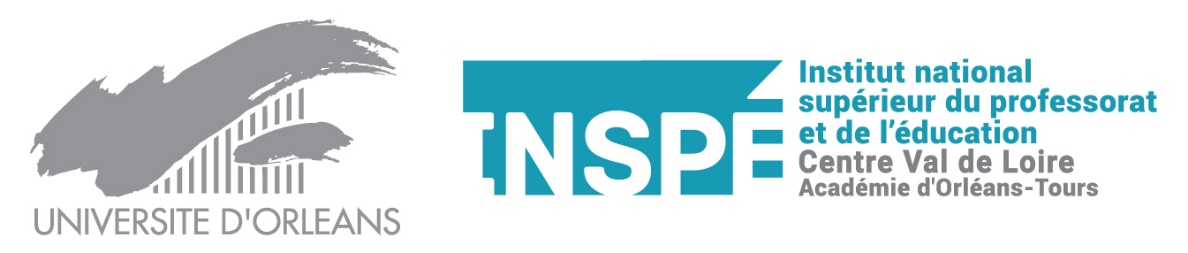 UNIVERSITE D'ORLEANS
INSPÉ
Institut national
supérieur du professorat
et de l'éducation
Centre Val de Loire
Académie d'Orléans-Tours